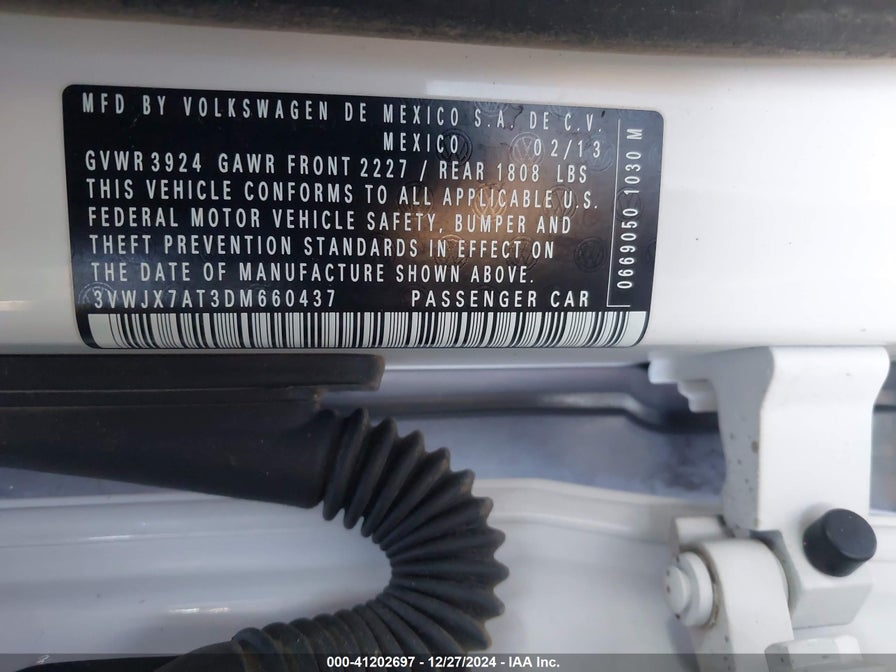 MFD BY VOLKSWAGEN DE MEXICO S.A. DE C.V.
MEXICO 02/13
GVWR 3924 GAWR FRONT 2227 / REAR 1808 LBS
THIS VEHICLE CONFORMS TO ALL APPLICABLE U.S.
FEDERAL MOTOR VEHICLE SAFETY, BUMPER AND
THEFT PREVENTION STANDARDS IN EFFECT ON
THE DATE OF MANUFACTURE SHOWN ABOVE.
3VWJX7AT3DM660437 PASSENGER CAR
0669050 1030 M
000-41202697 - 12/27/2024 - IAA Inc.